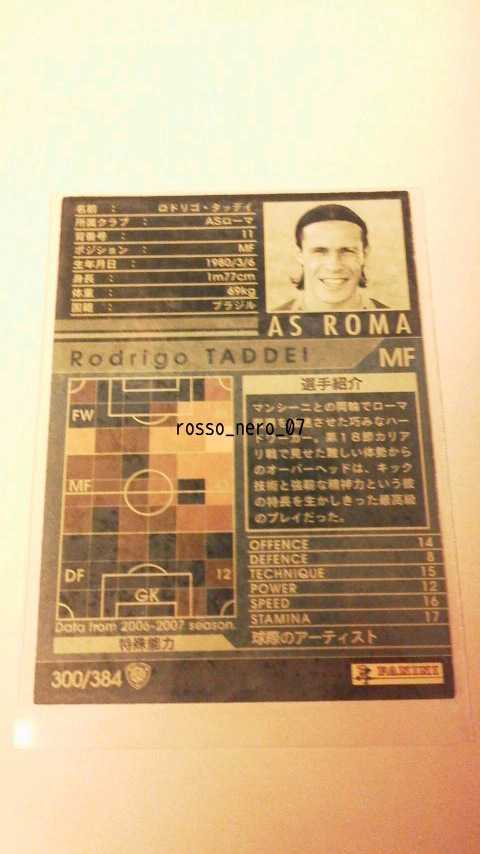 名前 : ロドリゴ・タッデイ
所属クラブ : ASローマ
背番号 : 11
ポジション : MF
生年月日 : 1980/3/6
身長 : 1m77cm
体重 : 69kg
国籍 : ブラジル
AS ROMA
Rodrigo TADDEI MF
FW
MF
DF 12
GK
Data from 2006-2007 season.
選手紹介
マンシーニとの両輪でローマ
させた巧みなハー
rosso_nero_07
ー。第18節カリア
リ戦で見せた難しい体勢から
のオーバーヘッドは、キック
技術と強靭な精神力という彼
の特長を生かしきった最高級
のプレイだった。
OFFENCE 14
DEFENCE 8
TECHNIQUE 15
POWER 12
SPEED 16
STAMINA 17
特殊能力 球際のアーティスト
300/384 PANINI